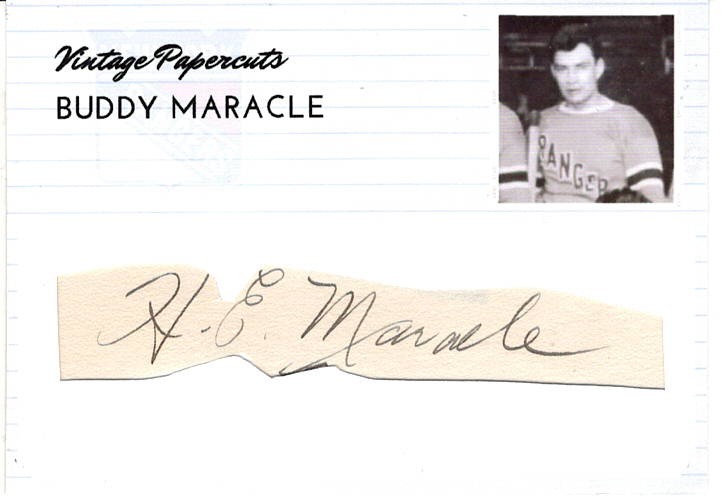 Vintage Papercuts
BUDDY MARACLE
RANGER
H. E. Maracle